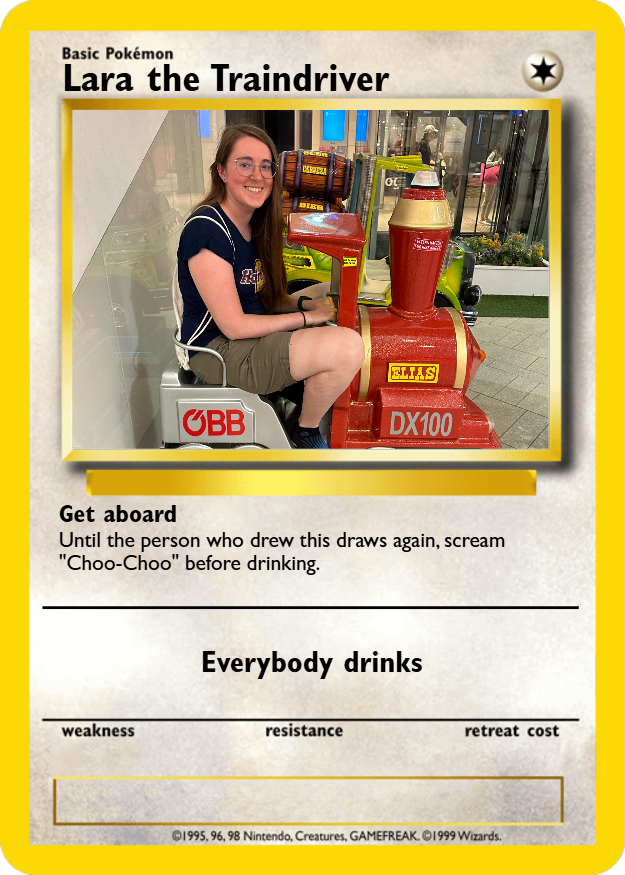 Basic Pokémon
Lara the Traindriver
BIER
ELIAS
ÖBB
DX100
Get aboard
Until the person who drew this draws again, scream
"Choo-Choo" before drinking.
Everybody drinks
weakness resistance retreat cost
©1995, 96, 98 Nintendo, Creatures, GAMEFREAK. ©1999 Wizards.